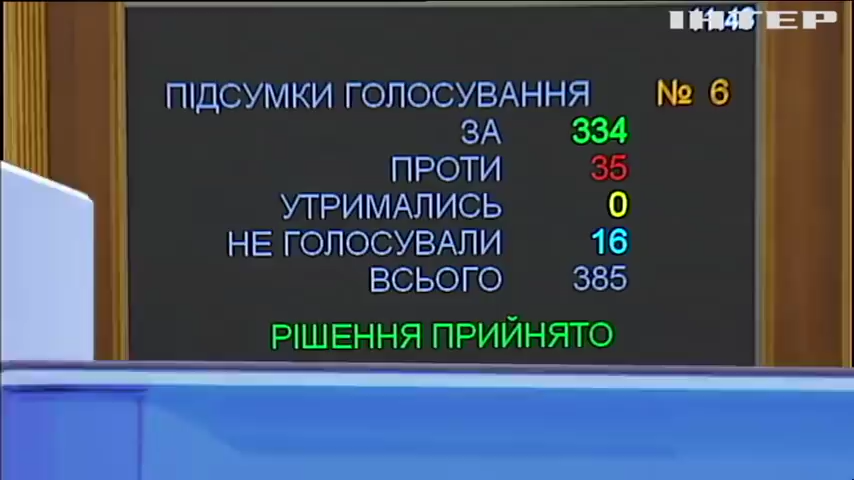 ІНТЕР
ПІДСУМКИ ГОЛОСУВАННЯ № 6
ЗА 334
ПРОТИ 35
УТРИМАЛИСЬ 0
НЕ ГОЛОСУВАЛИ 16
ВСЬОГО 385
РІШЕННЯ ПРИЙНЯТО